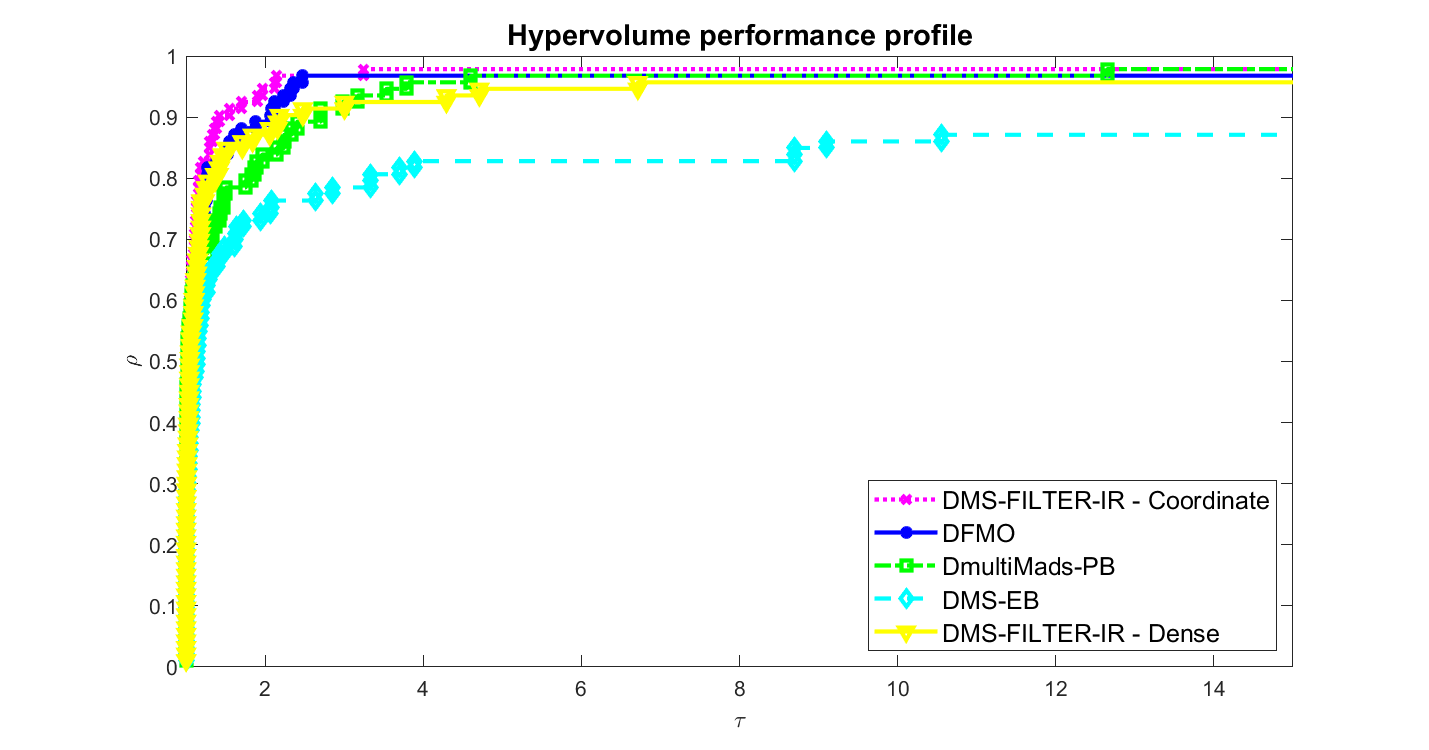 Hypervolume performance profile
1
0.9
0.8
0.7
0.6
0.5
0.4
0.3
0.2
0.1
0
ρ
2 4 6 8 10 12 14
τ
DMS-FILTER-IR - Coordinate
DFMO
DmultiMads-PB
DMS-EB
DMS-FILTER-IR - Dense